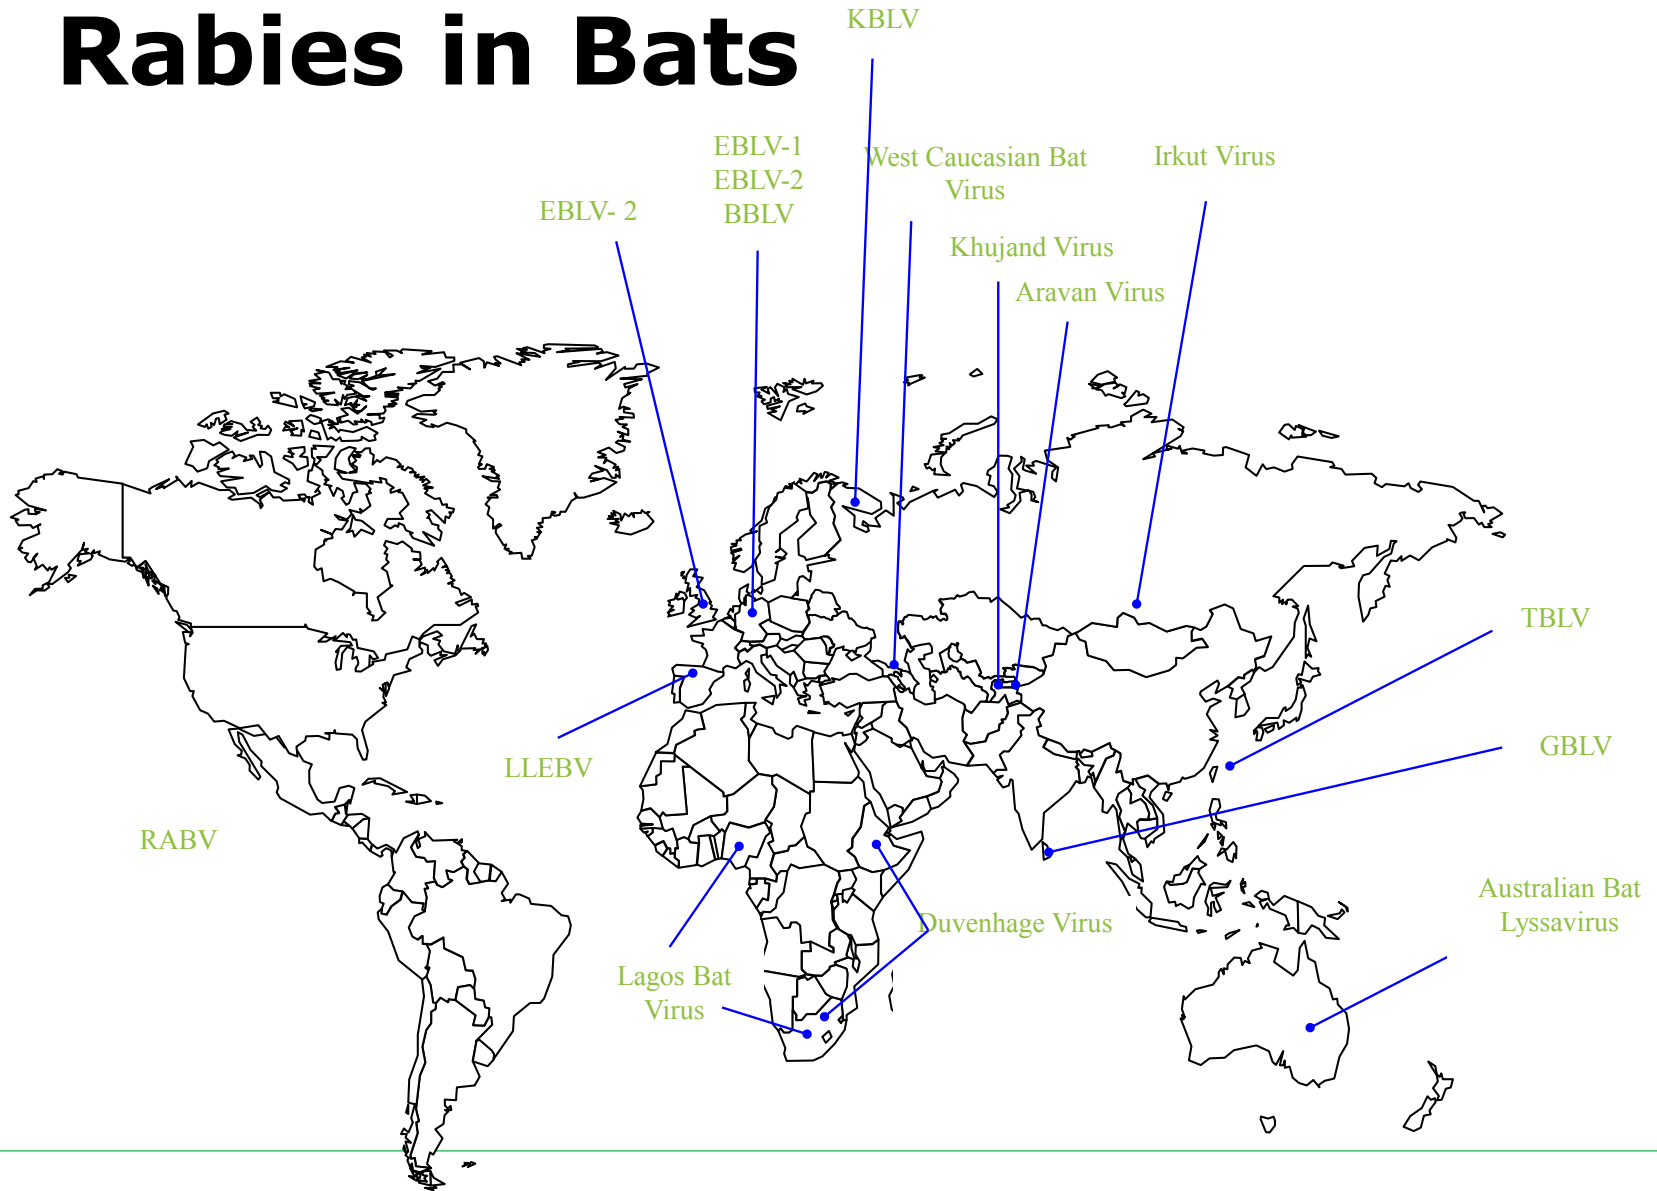 Rabies in Bats
KBLV
EBLV-1
EBLV-2
BBLV
West Caucasian Bat
Virus
Irkut Virus
EBLV- 2
Khujand Virus
Aravan Virus
TBLV
GBLV
LLEBV
RABV
Australian Bat
Lyssavirus
Duvenhage Virus
Lagos Bat
Virus